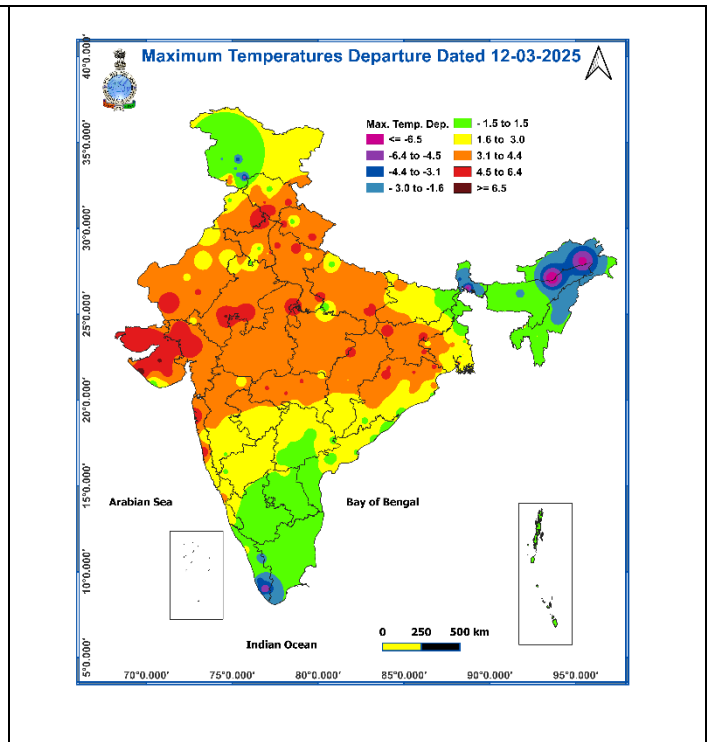 Maximum Temperatures Departure Dated 12-03-2025
Max. Temp. Dep.
<= -6.5
-6.4 to -4.5
-4.4 to -3.1
- 3.0 to -1.6
- 1.5 to 1.5
1.6 to 3.0
3.1 to 4.4
4.5 to 6.4
>= 6.5
40°0.000'
35°0.000'
30°0.000'
25°0.000'
20°0.000'
15°0.000'
10°0.000'
5°0.000'
Arabian Sea
Bay of Bengal
Indian Ocean
0 250 500 km
70°0.000' 75°0.000' 80°0.000' 85°0.000' 90°0.000' 95°0.000'